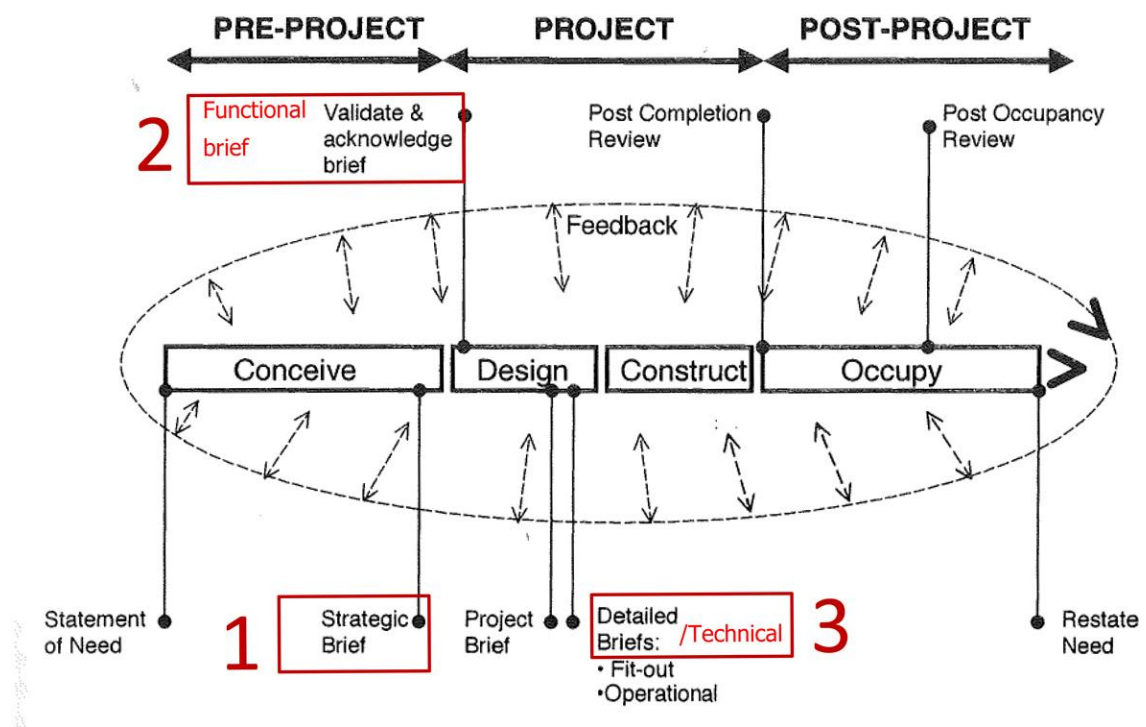 PRE-PROJECT PROJECT POST-PROJECT
2
Functional
brief
Validate &
acknowledge
brief
Post Completion
Review
Post Occupancy
Review
Feedback
Conceive Design Construct Occupy
Statement
of Need
1
Strategic
Brief
Project
Brief
Detailed
Briefs: /Technical
• Fit-out
•Operational
3
Restate
Need